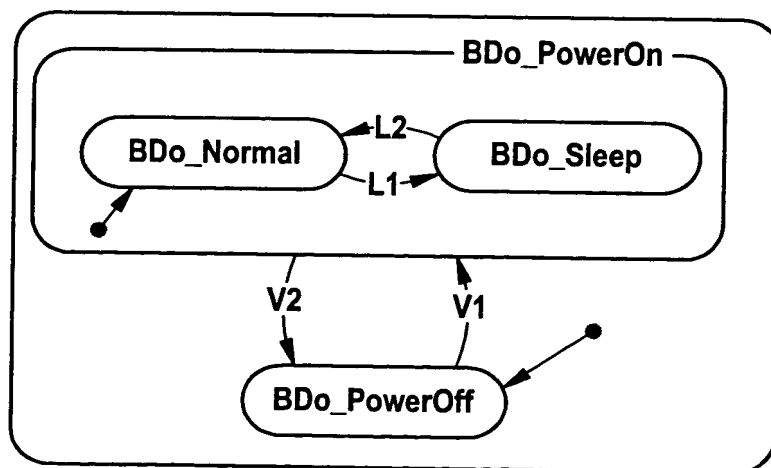 BDo_PowerOn
L2
BDo_Normal
BDo_Sleep
L1
V2
V1
BDo_PowerOff